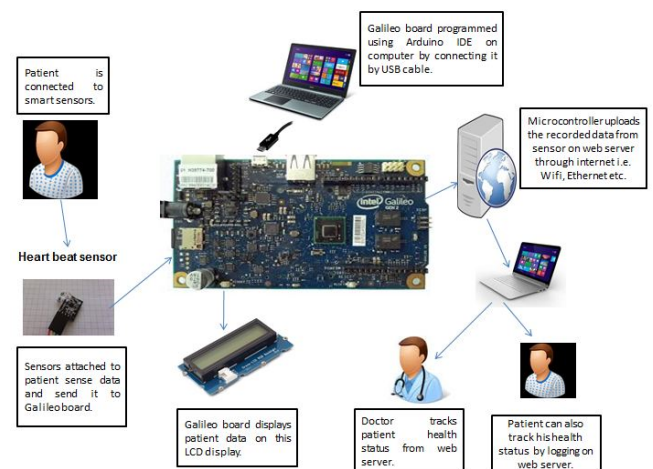 Galileo board programmed
using Arduino IDE on
computer by connecting it
by USB cable.
Patient is
connected to
smart sensors.
Microcontroller uploads
the recorded data from
sensor on web server
through internet i.e.
Wifi, Ethernet etc.
intel Galileo
GEN 2
Heart beat sensor
Sensors attached to
patient sense data
and send it to
Galileo board.
Galileo board displays
patient data on this
LCD display.
Doctor tracks
patient health
status from web
server.
Patient can also
track his health
status by logging on
web server.